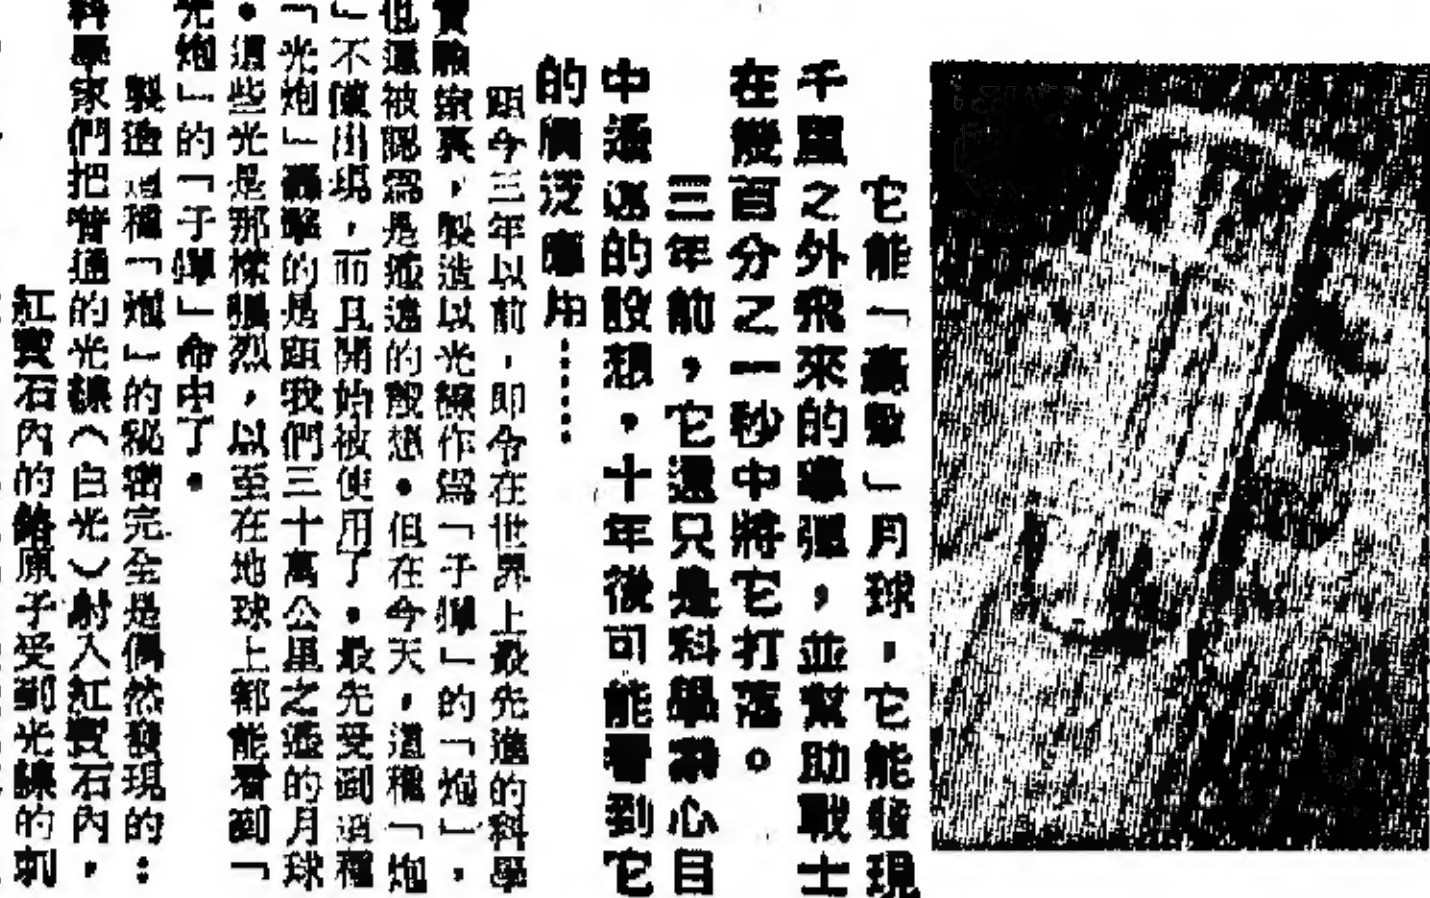 它能「轟擊」月球，它能發現
千里之外飛來的導彈，並幫助戰士
在幾百分之一秒中將它打落。
三年前，它還只是科學家心目
中遙遠的設想，十年後可能看到它
的廣泛應用……
距今三年以前，即令在世界上最先進的科學
實驗室裏，製造以光線作爲「子彈」的「炮」，
但還被認爲是遙遠的設想。但在今天，這種「炮
」不僅出現，而且開始被使用了。最先受到這種
「光炮」轟擊的是距我們三十萬公里之遙的月球
。這些光是那樣强烈，以至在地球上都能看到「
光炮」的「子彈」命中了。
製造這種「炮」的秘密完全是偶然發現的：
科學家們把普通的光線（白光）射入紅寶石內，
紅寶石內的鉻原子受到光線的刺